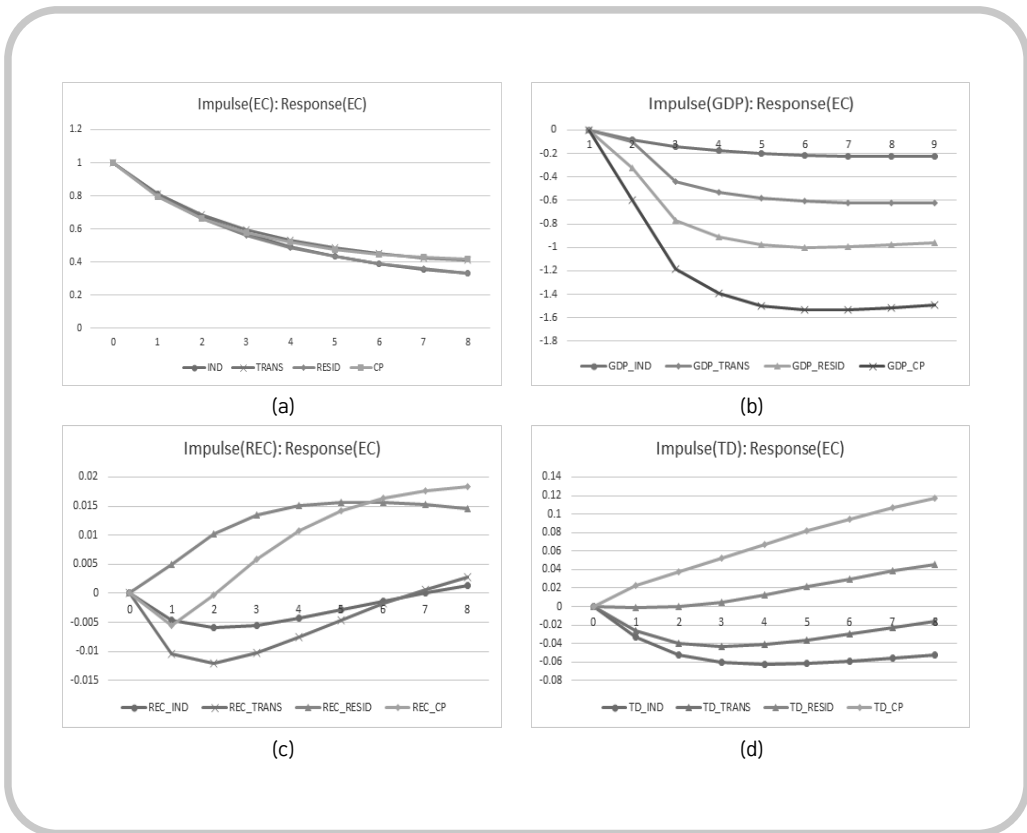 Impulse(EC): Response(EC)
1.2
1
0.8
0.6
0.4
0.2
0
0 1 2 3 4 5 6 7 8
IND TRANS RESID CP
(a)
Impulse(GDP): Response(EC)
0
1 2 3 4 5 6 7 8 9
-0.2
-0.4
-0.6
-0.8
-1
-1.2
-1.4
-1.6
-1.8
GDP_IND GDP_TRANS GDP_RESID GDP_CP
(b)
Impulse(REC): Response(EC)
0.02
0.015
0.01
0.005
0
0 1 2 3 4 5 6 7 8
-0.005
-0.01
-0.015
REC_IND REC_TRANS REC_RESID REC_CP
(c)
Impulse(TD): Response(EC)
0.14
0.12
0.1
0.08
0.06
0.04
0.02
0
0 1 2 3 4 5 6 7 8
-0.02
-0.04
-0.06
-0.08
TD_IND TD_TRANS TD_RESID TD_CP
(d)